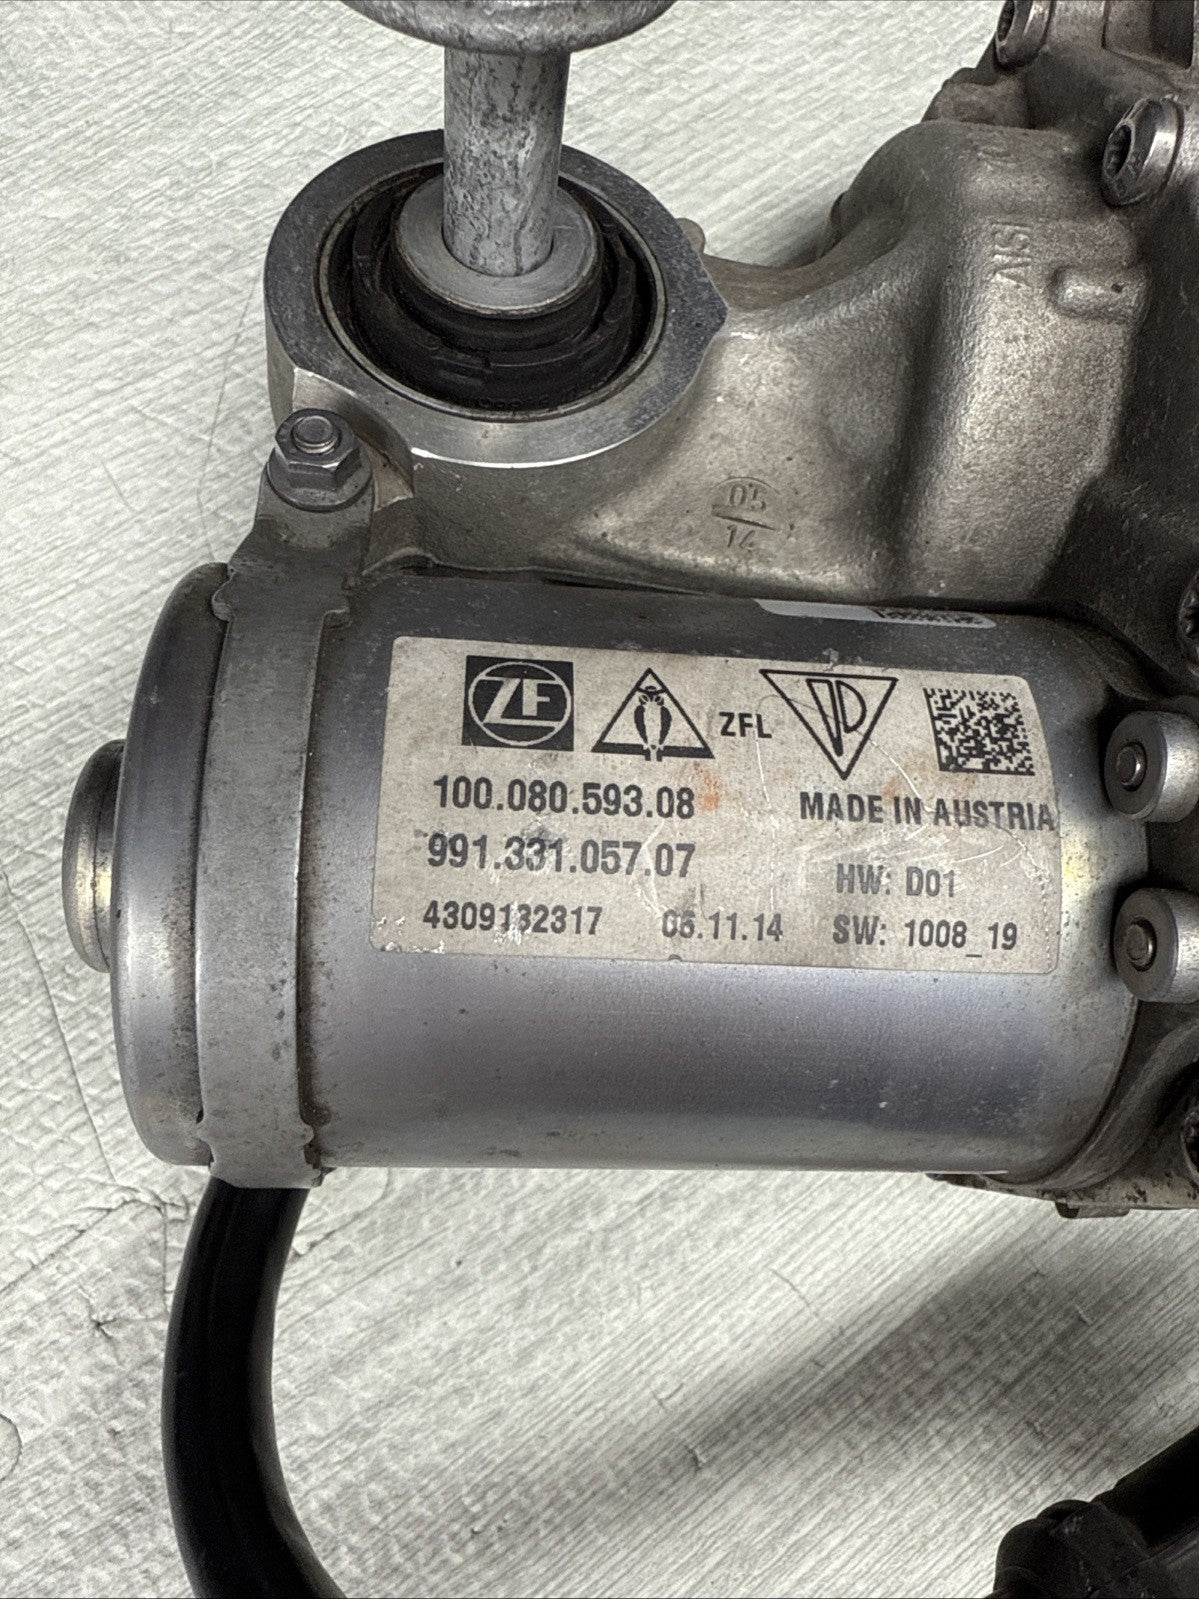 05
14
ZF
ZFL
100.080.593.08
MADE IN AUSTRIA
991.331.057.07
HW: D01
4309132317
06.11.14
SW: 1008_19